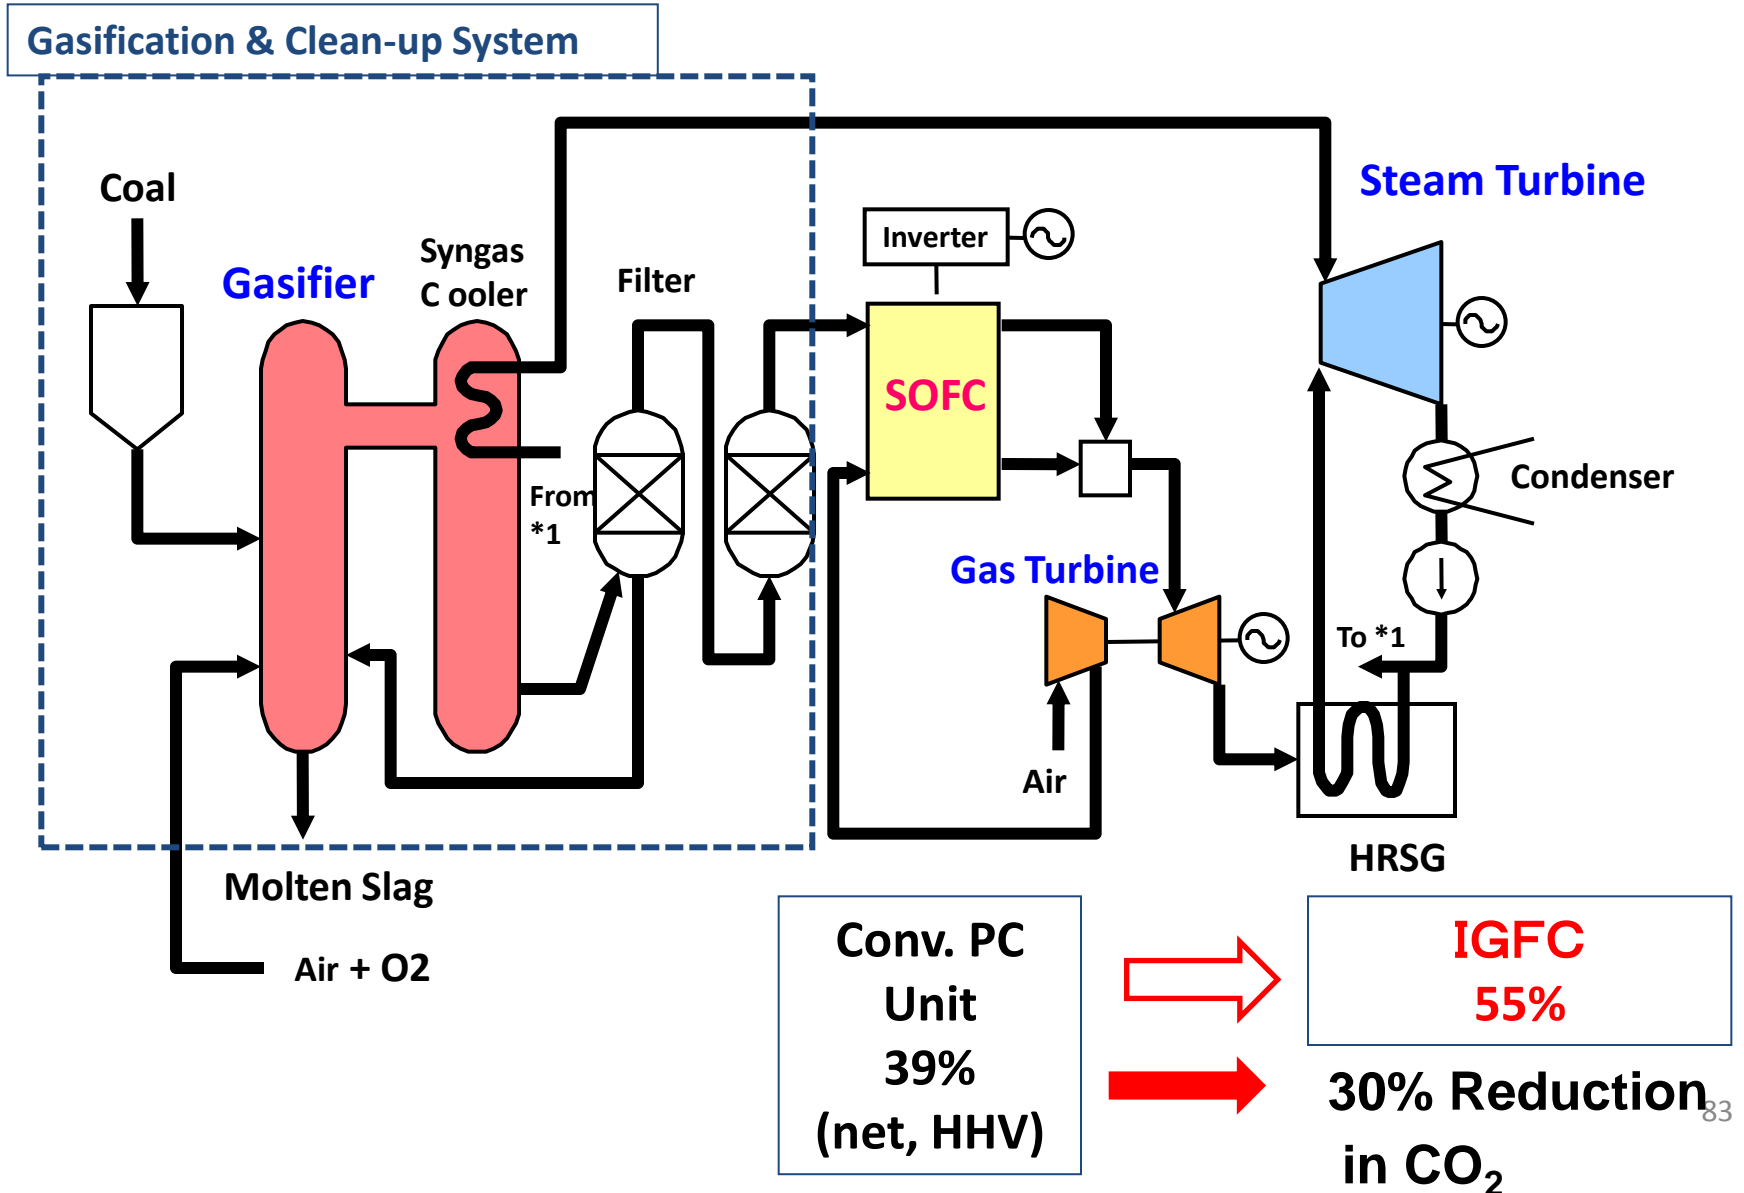 Gasification & Clean-up System
Coal
Gasifier
Syngas
C ooler
Filter
From
*1
Inverter
SOFC
Steam Turbine
Condenser
Gas Turbine
To *1
Air
HRSG
Molten Slag
Air + O2
Conv. PC
Unit
39%
(net, HHV)
IGFC
55%
30% Reduction
in CO₂
83